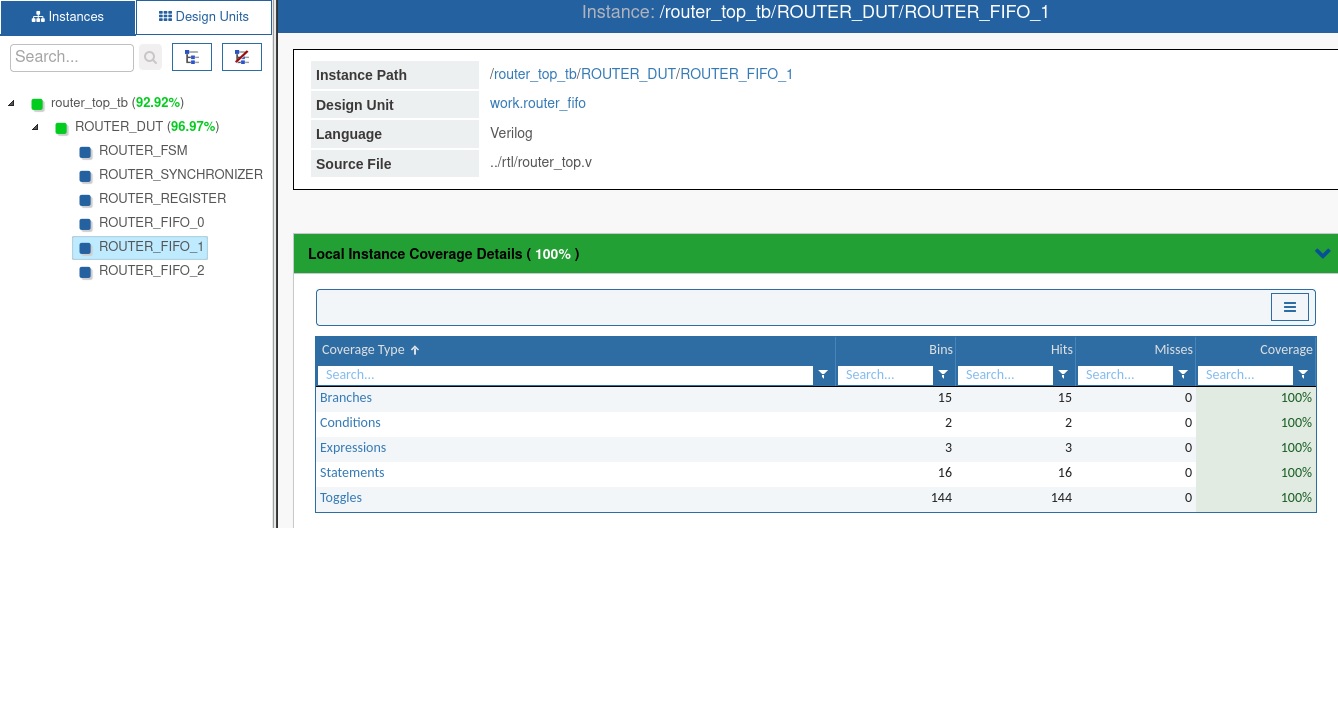 Instances
Design Units
Search...
router_top_tb (92.92%)
ROUTER_DUT (96.97%)
ROUTER_FSM
ROUTER_SYNCHRONIZER
ROUTER_REGISTER
ROUTER_FIFO_0
ROUTER_FIFO_1
ROUTER_FIFO_2
Instance: /router_top_tb/ROUTER_DUT/ROUTER_FIFO_1
Instance Path /router_top_tb/ROUTER_DUT/ROUTER_FIFO_1
Design Unit work.router_fifo
Language Verilog
Source File ../rtl/router_top.v
Local Instance Coverage Details ( 100% )
Coverage Type Bins Hits Misses Coverage
Search... Search... Search... Search... Search...
Branches 15 15 0 100%
Conditions 2 2 0 100%
Expressions 3 3 0 100%
Statements 16 16 0 100%
Toggles 144 144 0 100%